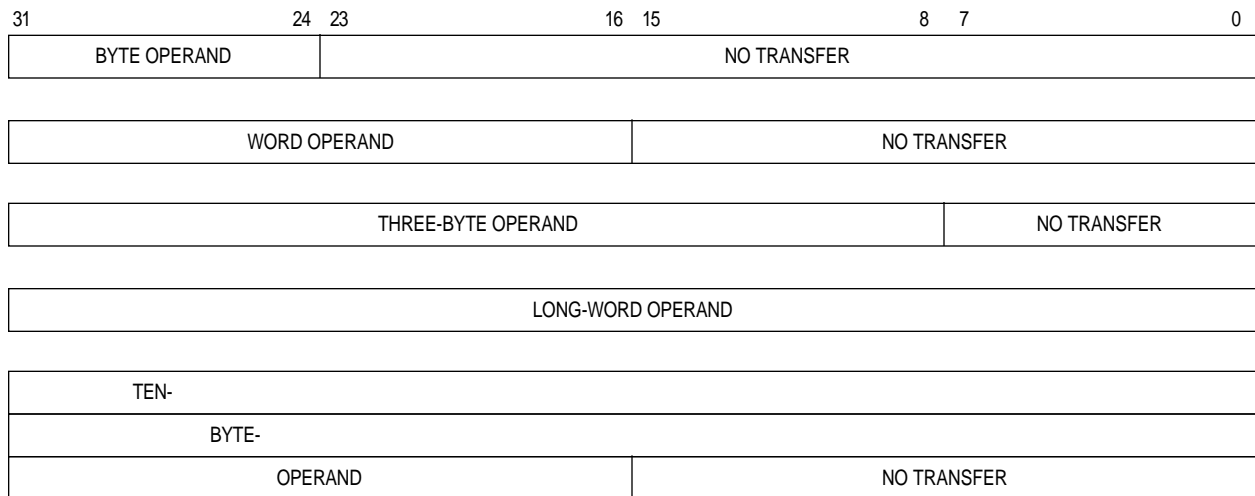 31 24 23 16 15 8 7 0
BYTE OPERAND NO TRANSFER
WORD OPERAND NO TRANSFER
THREE-BYTE OPERAND NO TRANSFER
LONG-WORD OPERAND
TEN-
BYTE-
OPERAND NO TRANSFER